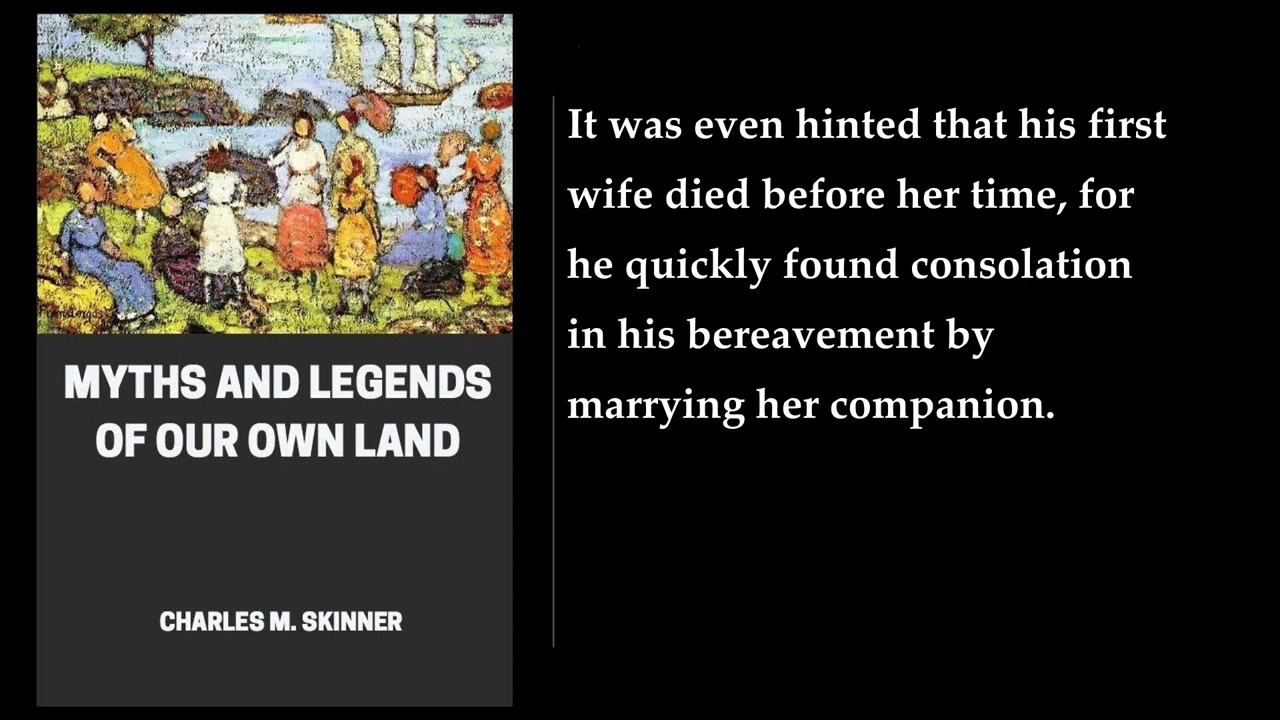 MYTHS AND LEGENDS
OF OUR OWN LAND
CHARLES M. SKINNER
It was even hinted that his first
wife died before her time, for
he quickly found consolation
in his bereavement by
marrying her companion.